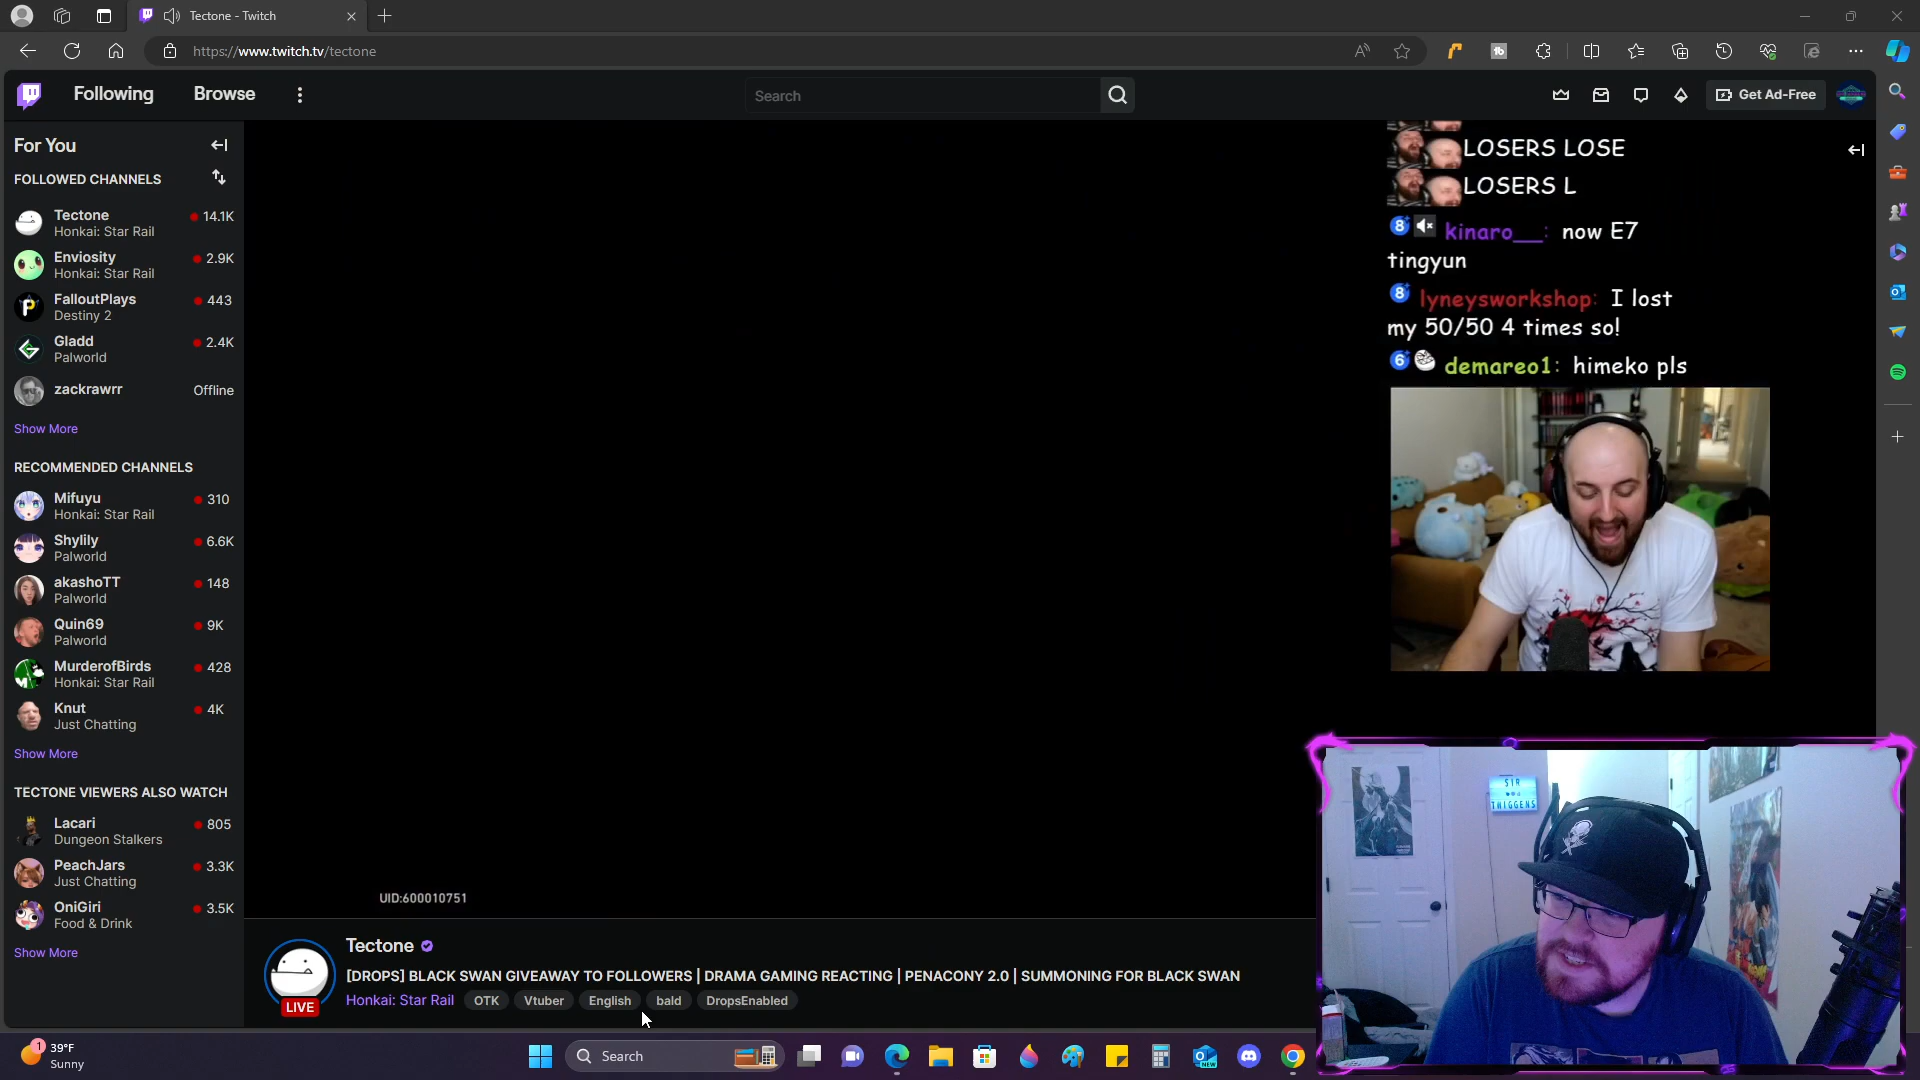 Tectone - Twitch
https://www.twitch.tv/tectone
Following
Browse
Search
Get Ad-Free
For You
FOLLOWED CHANNELS
Tectone
14.1K
Honkai: Star Rail
Enviosity
2.9K
Honkai: Star Rail
FalloutPlays
443
Destiny 2
Gladd
2.4K
Palworld
zackrawrr
Offline
Show More
RECOMMENDED CHANNELS
Mifuyu
310
Honkai: Star Rail
Shylily
6.6K
Palworld
akashoTT
148
Palworld
Quin69
9K
Palworld
MurderofBirds
428
Honkai: Star Rail
Knut
4K
Just Chatting
Show More
TECTONE VIEWERS ALSO WATCH
Lacari
805
Dungeon Stalkers
PeachJars
3.3K
Just Chatting
OniGiri
3.5K
Food & Drink
Show More
LOSERS LOSE
LOSERS L
8 kinaro__: now E7
tingyun
8 lyneysworkshop: I lost
my 50/50 4 times so!
6 demareo1: himeko pls
SIR
THIGGENS
UID:600010751
Tectone
[DROPS] BLACK SWAN GIVEAWAY TO FOLLOWERS | DRAMA GAMING REACTING | PENACONY 2.0 | SUMMONING FOR BLACK SWAN
LIVE
Honkai: Star Rail
OTK
Vtuber
English
bald
DropsEnabled
1
39°F
Sunny
Search
NEW